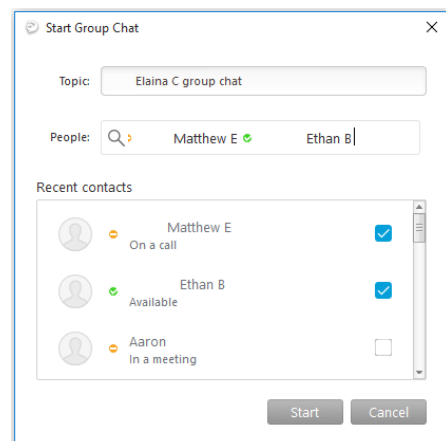 Start Group Chat
Topic: Elaina C group chat
People: Matthew E Ethan B
Recent contacts
Matthew E
On a call
Ethan B
Available
Aaron
In a meeting
Start Cancel